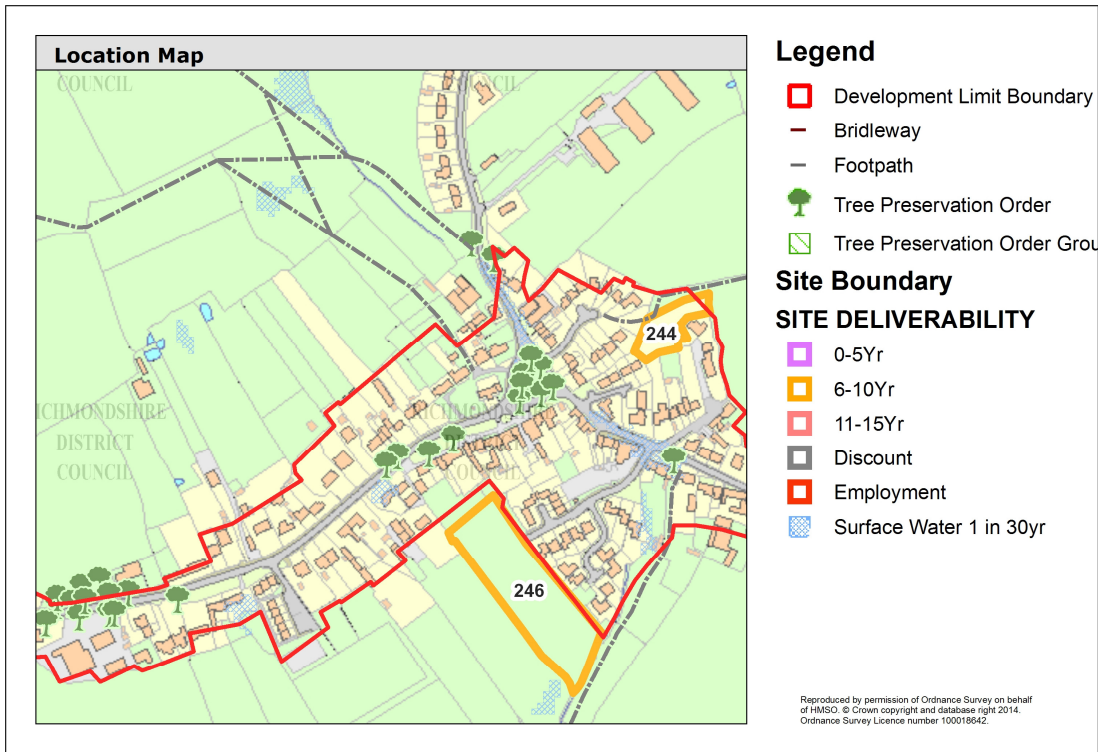 Location Map
COUNCIL
CIL
CHMONDSHIRE
DISTRICT
COUNCIL
RICHMONDSHIRE
COUNCIL
244
246
Legend
Development Limit Boundary
Bridleway
Footpath
Tree Preservation Order
Tree Preservation Order Grou
Site Boundary
SITE DELIVERABILITY
0-5Yr
6-10Yr
11-15Yr
Discount
Employment
Surface Water 1 in 30yr
Reproduced by permission of Ordnance Survey on behalf
of HMSO. © Crown copyright and database right 2014.
Ordnance Survey Licence number 100018642.